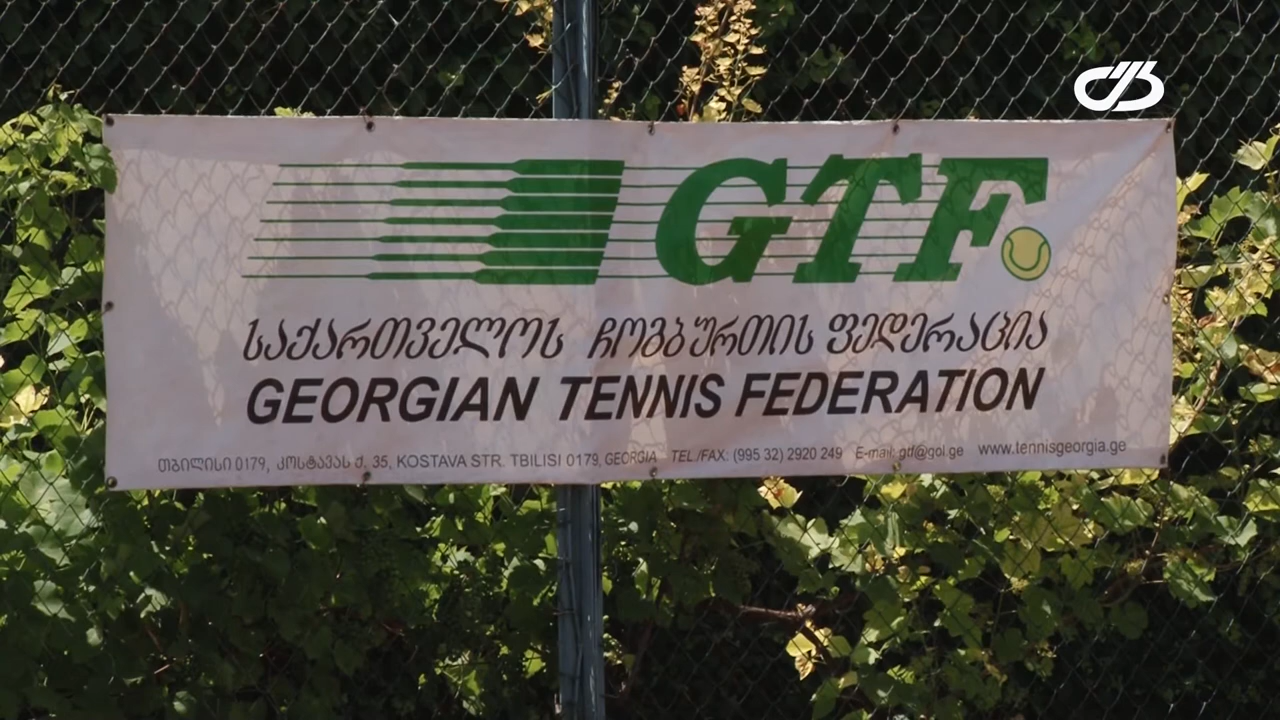 GTF
საქართველოს ჩოგბურთის ფედერაცია
GEORGIAN TENNIS FEDERATION
თბილისი 0179, კოსტავას ქ. 35, KOSTAVA STR. TBILISI 0179, GEORGIA TEL./FAX: (995 32) 2920 249 E-mail: gtf@gol.ge www.tennisgeorgia.ge